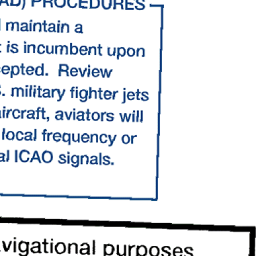 AD) PROCEDURES
maintain a
is incumbent upon
cepted. Review
military fighter jets
ircraft, aviators will
local frequency or
al ICAO signals.
vigational purposes